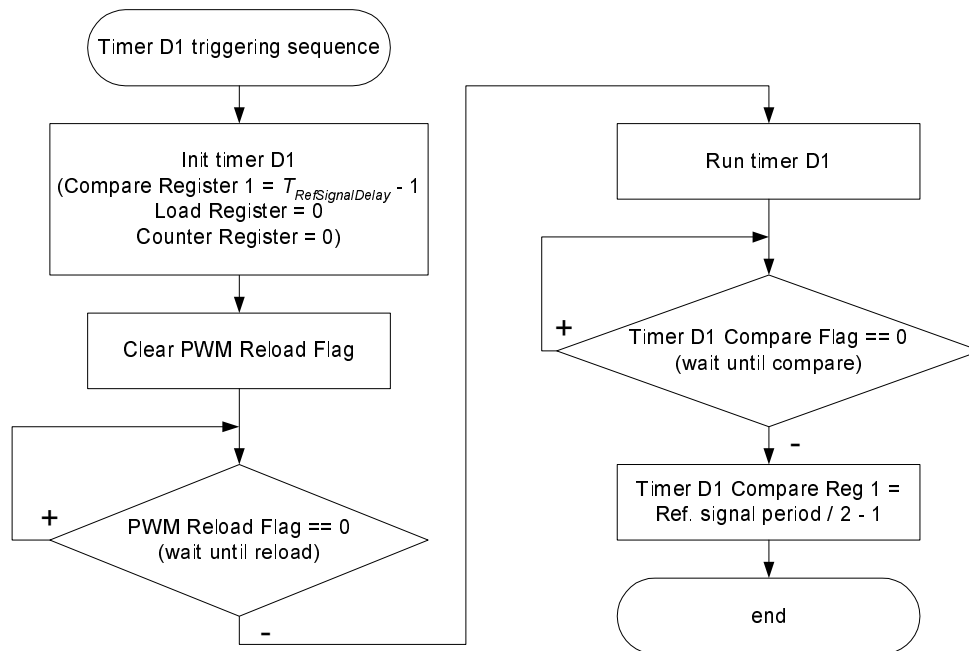 Timer D1 triggering sequence
Init timer D1
(Compare Register 1 = T RefSignalDelay - 1
Load Register = 0
Counter Register = 0)
Clear PWM Reload Flag
+
PWM Reload Flag == 0
(wait until reload)
-
Run timer D1
+
Timer D1 Compare Flag == 0
(wait until compare)
-
Timer D1 Compare Reg 1 =
Ref. signal period / 2 - 1
end